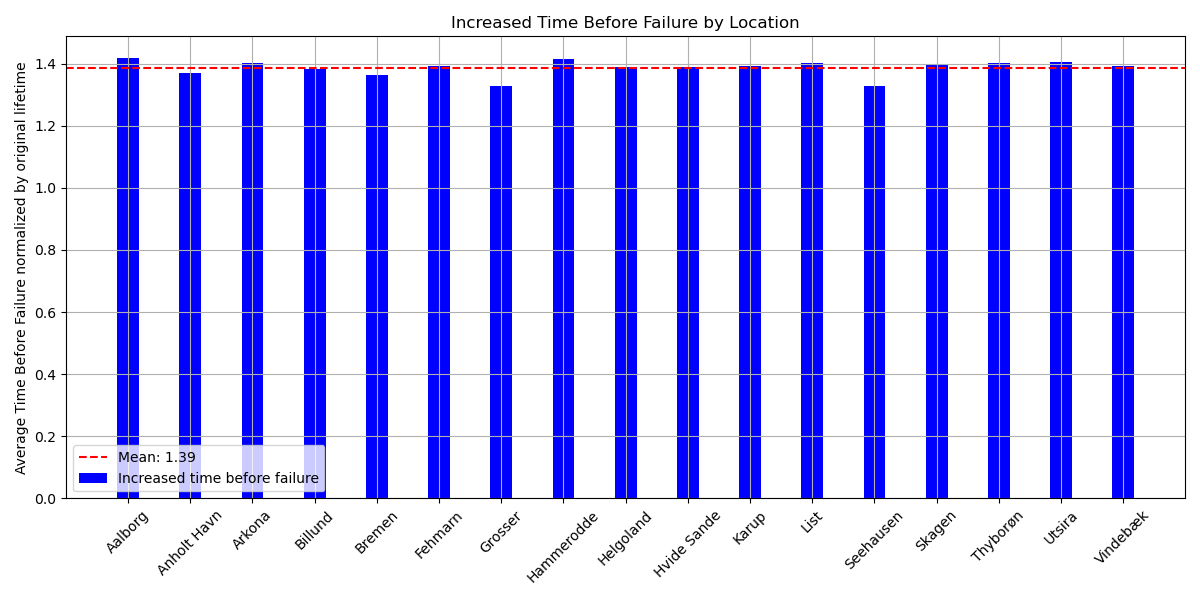 Increased Time Before Failure by Location
Average Time Before Failure normalized by original lifetime
1.4
1.2
1.0
0.8
0.6
0.4
0.2
0.0
Mean: 1.39
Increased time before failure
Aalborg
Anholt Havn
Arkona
Billund
Bremen
Fehmarn
Grosser
Hammerodde
Helgoland
Hvide Sande
Karup
List
Seehausen
Skagen
Thyborøn
Utsira
Vindebæk